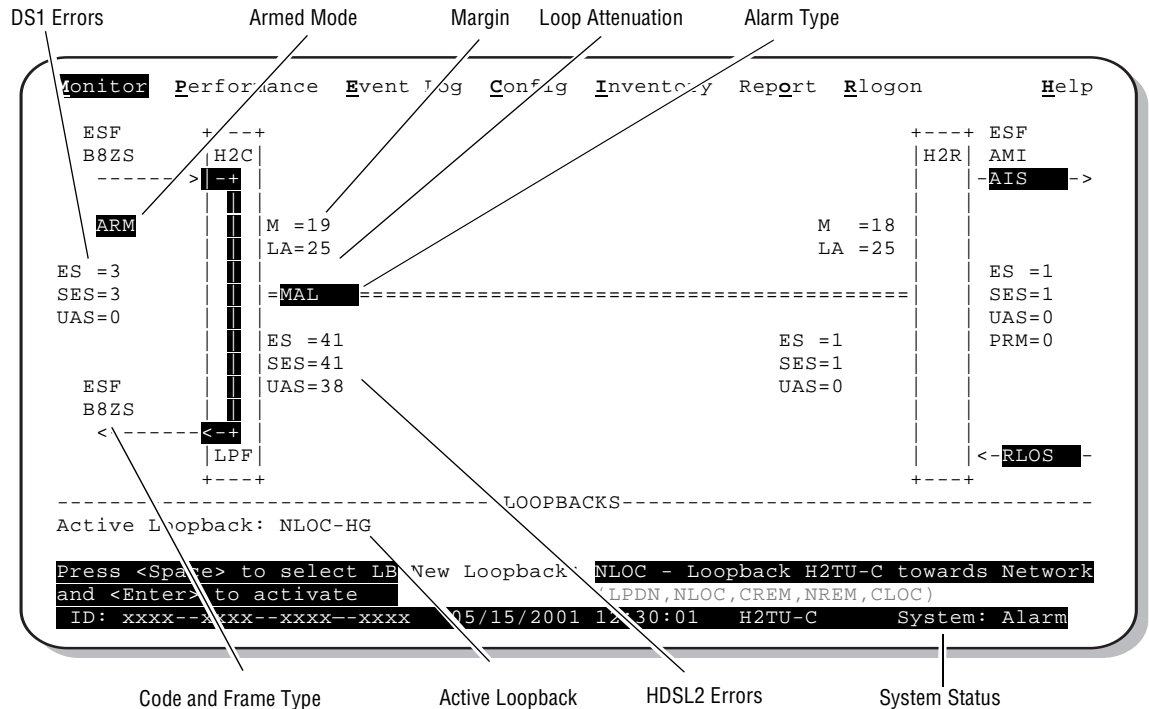 DS1 Errors Armed Mode Margin Loop Attenuation Alarm Type
Monitor Performance Event Log Config Inventory Report Rlogon Help
ESF +---+ +---+ ESF
B8ZS |H2C| |H2R| AMI
------>|-+ -AIS ->
ARM M =19 M =18
LA=25 LA =25
ES =3 ES =1
SES=3 =MAL ==================================== SES=1
UAS=0 UAS=0
ES =41 ES =1 PRM=0
SES=41 SES=1
ESF UAS=38 UAS=0
B8ZS
<------<-+
|LPF| <-RLOS -
+---+ +---+
----------------------------------LOOPBACKS------------------------------------
Active Loopback: NLOC-HG
Press <Space> to select LB New Loopback: NLOC - Loopback H2TU-C towards Network
and <Enter> to activate (LPDN,NLOC,CREM,NREM,CLOC)
ID: xxxx--xxxx--xxxx--xxxx 05/15/2001 12:30:01 H2TU-C System: Alarm
Code and Frame Type Active Loopback HDSL2 Errors System Status